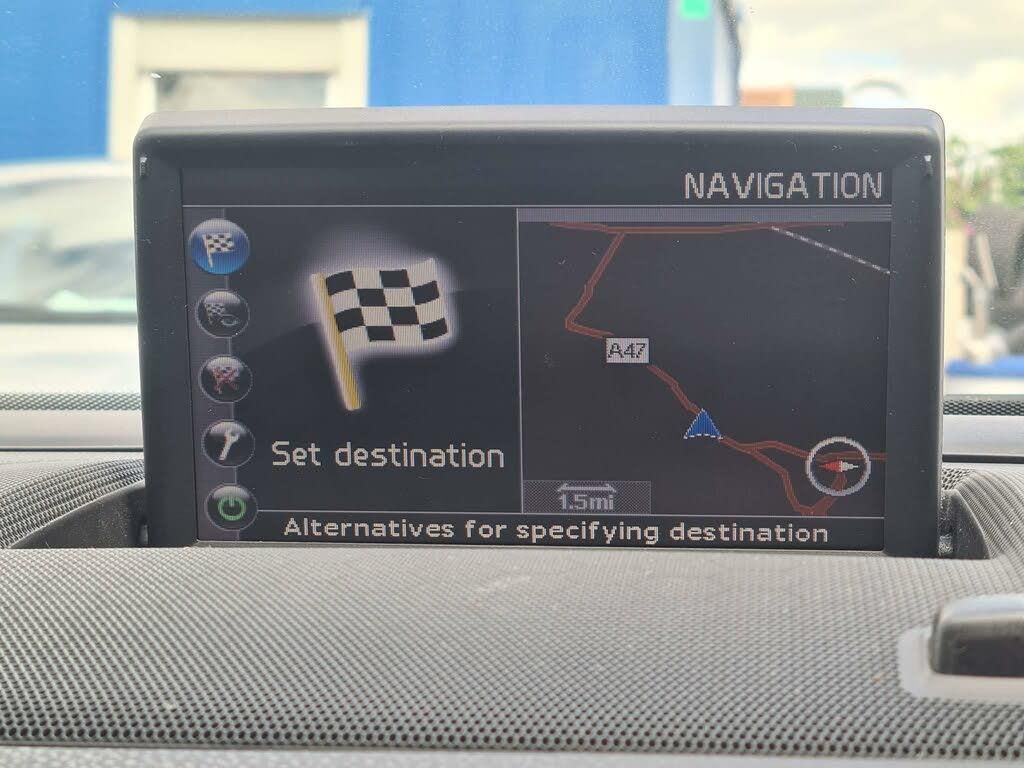 NAVIGATION
A47
Set destination
1.5mi
Alternatives for specifying destination